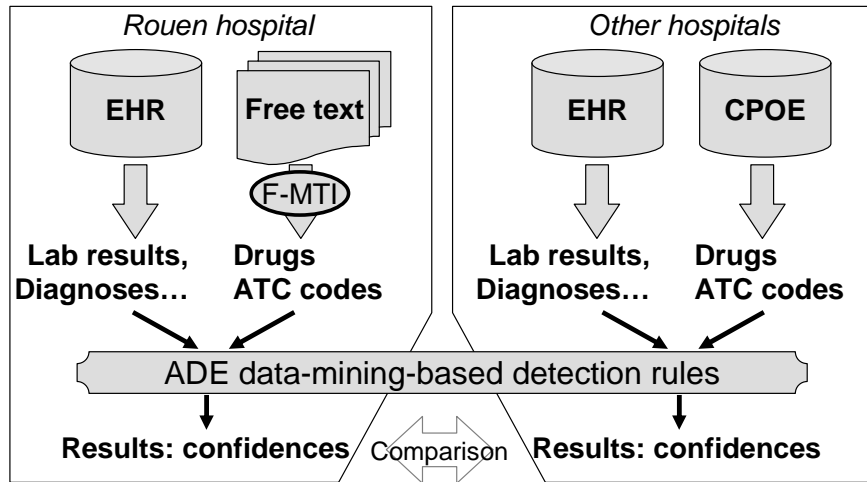 Rouen hospital
EHR
Free text
F-MTI
Lab results,
Diagnoses…
Drugs
ATC codes
Other hospitals
EHR
CPOE
Lab results,
Diagnoses…
Drugs
ATC codes
ADE data-mining-based detection rules
Results: confidences
Comparison
Results: confidences